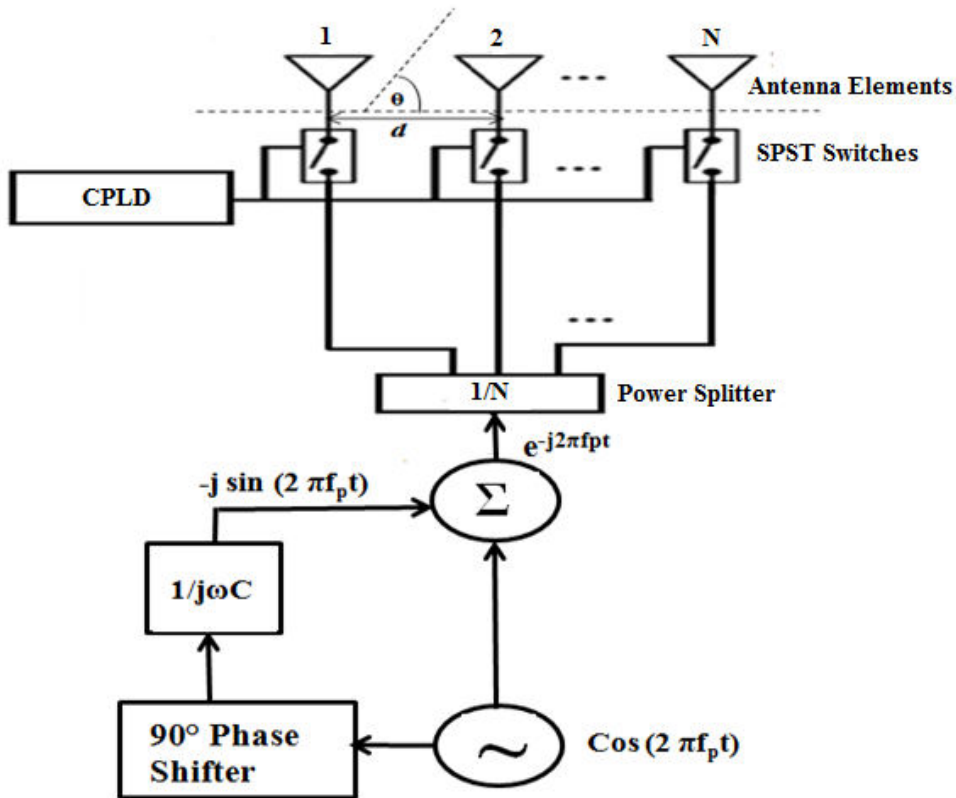 1 2 N
Antenna Elements
θ
d
SPST Switches
CPLD
1/N
Power Splitter
e-j2πfpt
-j sin (2 πfpt)
Σ
1/jωC
90° Phase
Shifter
~
Cos (2 πfpt)